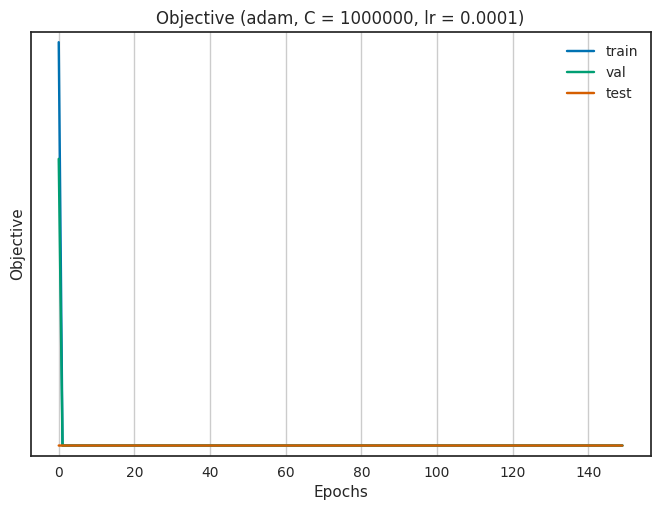 Objective (adam, C = 1000000, lr = 0.0001)
train
val
test
Objective
0 20 40 60 80 100 120 140
Epochs